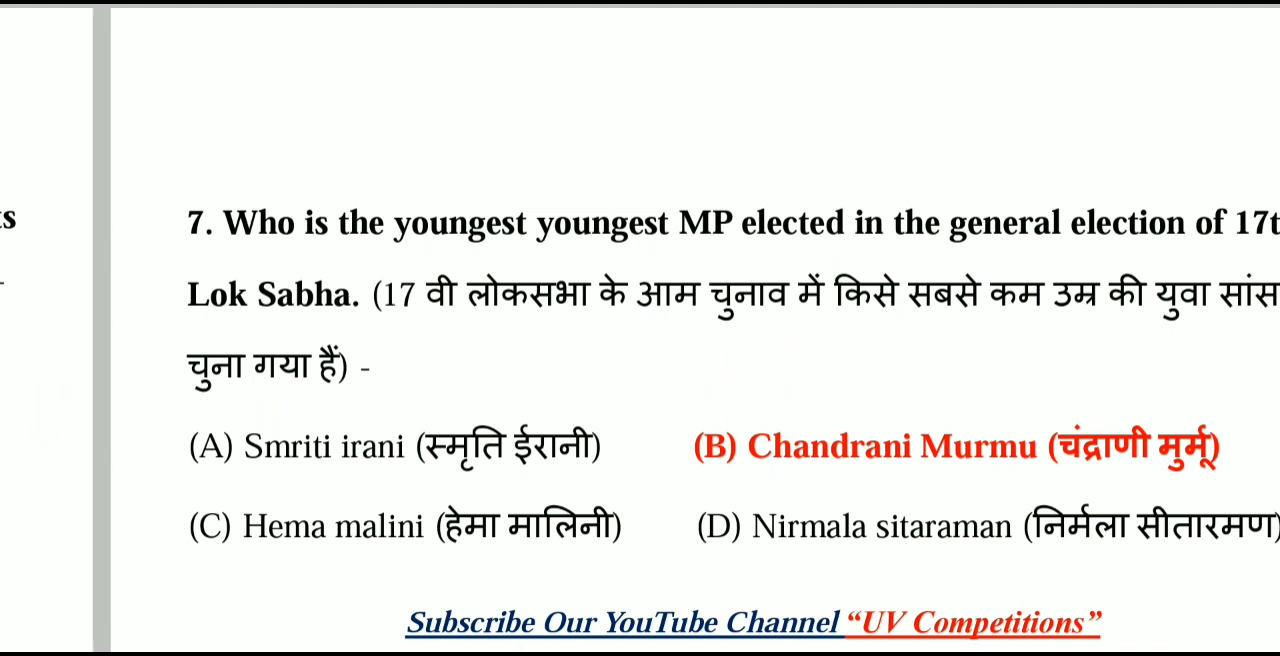 7. Who is the youngest youngest MP elected in the general election of 17t
Lok Sabha. (17 वी लोकसभा के आम चुनाव में किसे सबसे कम उम्र की युवा सांस
चुना गया हैं) -
(A) Smriti irani (स्मृति ईरानी) (B) Chandrani Murmu (चंद्राणी मुर्मू)
(C) Hema malini (हेमा मालिनी) (D) Nirmala sitaraman (निर्मला सीतारमण)
Subscribe Our YouTube Channel “UV Competitions”